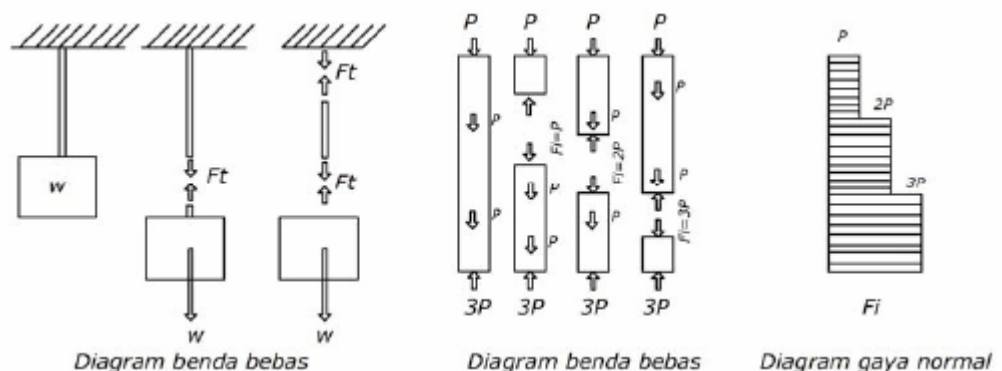 P P P P
P
Ft
P
P
2P
Fi=P
Fi=2P
Ft
Ft
w
P
P
P
P
3P
P
P
P
Fi=3P
3P 3P 3P 3P
Fi
w
w
Diagram benda bebas
Diagram benda bebas
Diagram gaya normal